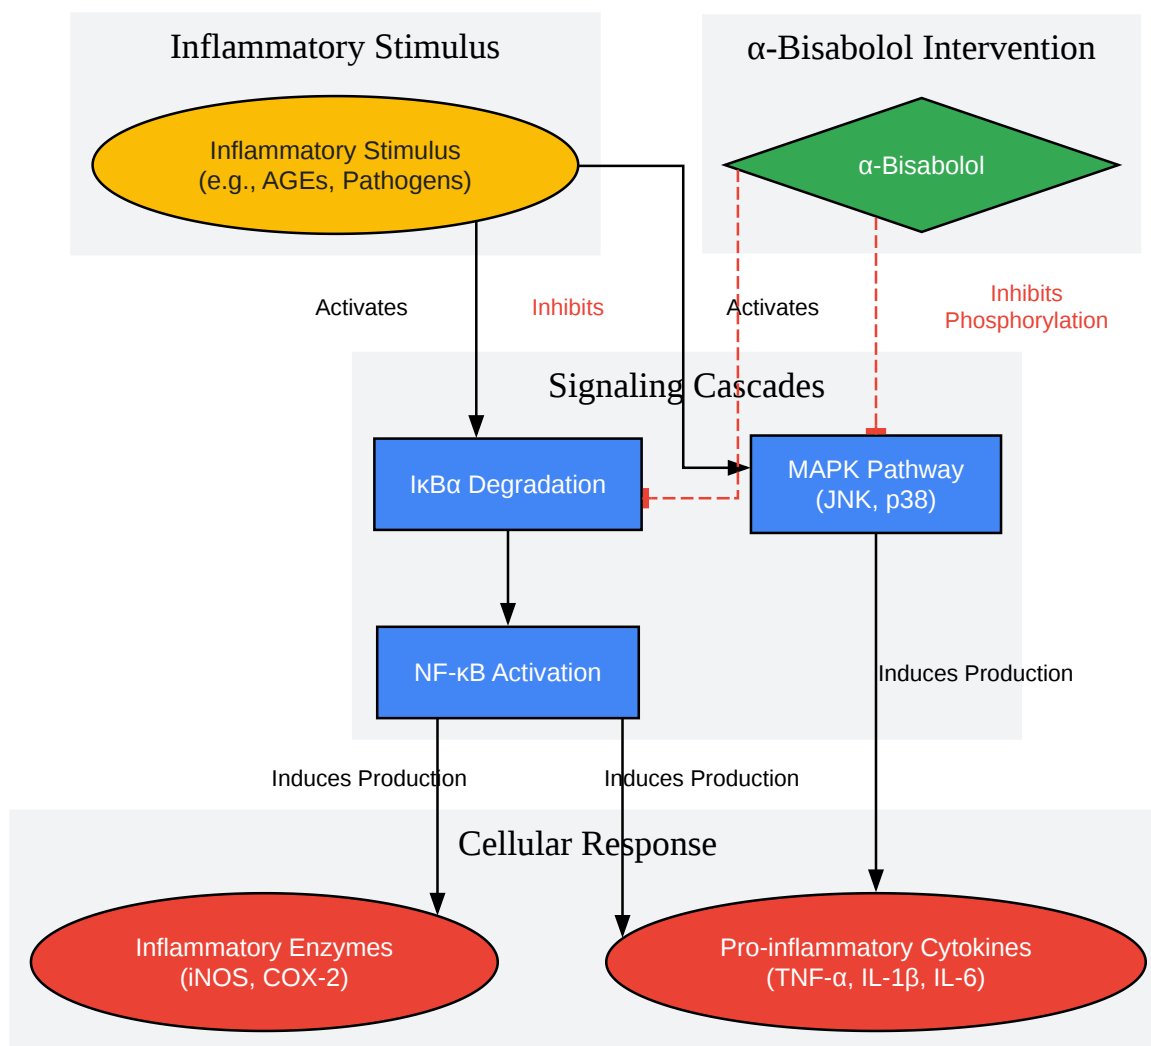 Inflammatory Stimulus
α-Bisabolol Intervention
Inflammatory Stimulus
(e.g., AGEs, Pathogens)
α-Bisabolol
Activates
Inhibits
Activates
Inhibits
Phosphorylation
Signaling Cascades
IκBα Degradation
MAPK Pathway
(JNK, p38)
NF-κB Activation
Induces Production
Induces Production
Induces Production
Cellular Response
Inflammatory Enzymes
(iNOS, COX-2)
Pro-inflammatory Cytokines
(TNF-α, IL-1β, IL-6)